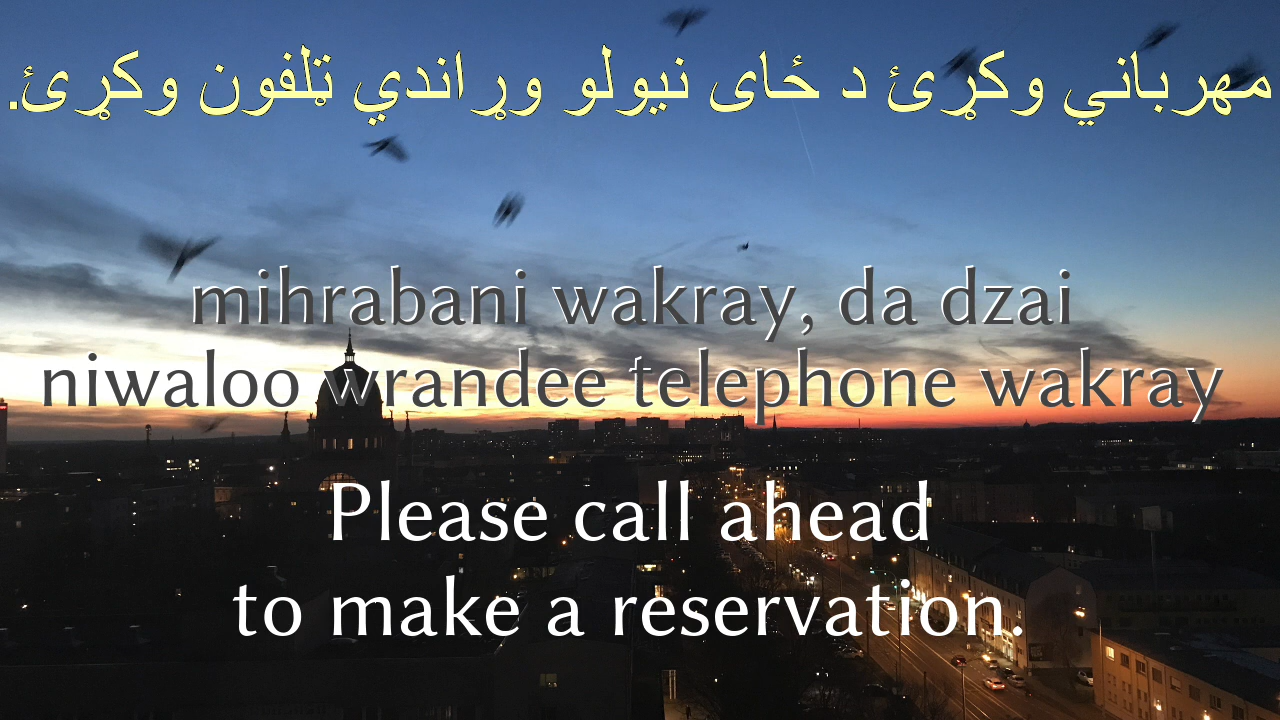 مهرباني وکړئ د ځای نیولو وړاندي ټلفون وکړئ.
mihrabani wakray, da dzai
niwaloo wrandee telephone wakray
Please call ahead
to make a reservation.